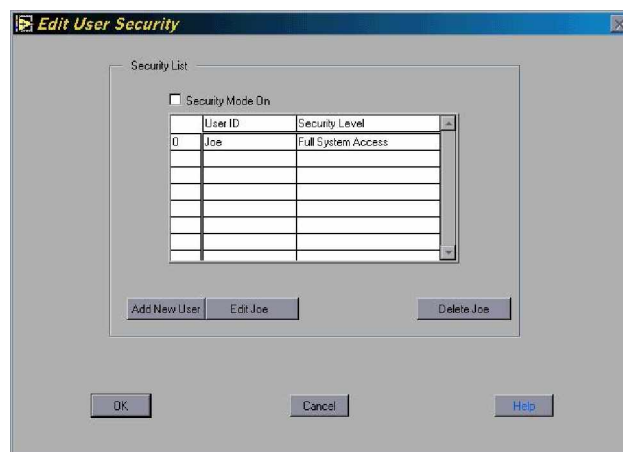 Edit User Security
Security List
Security Mode On
User ID Security Level
0 Joe Full System Access
Add New User Edit Joe Delete Joe
OK Cancel Help